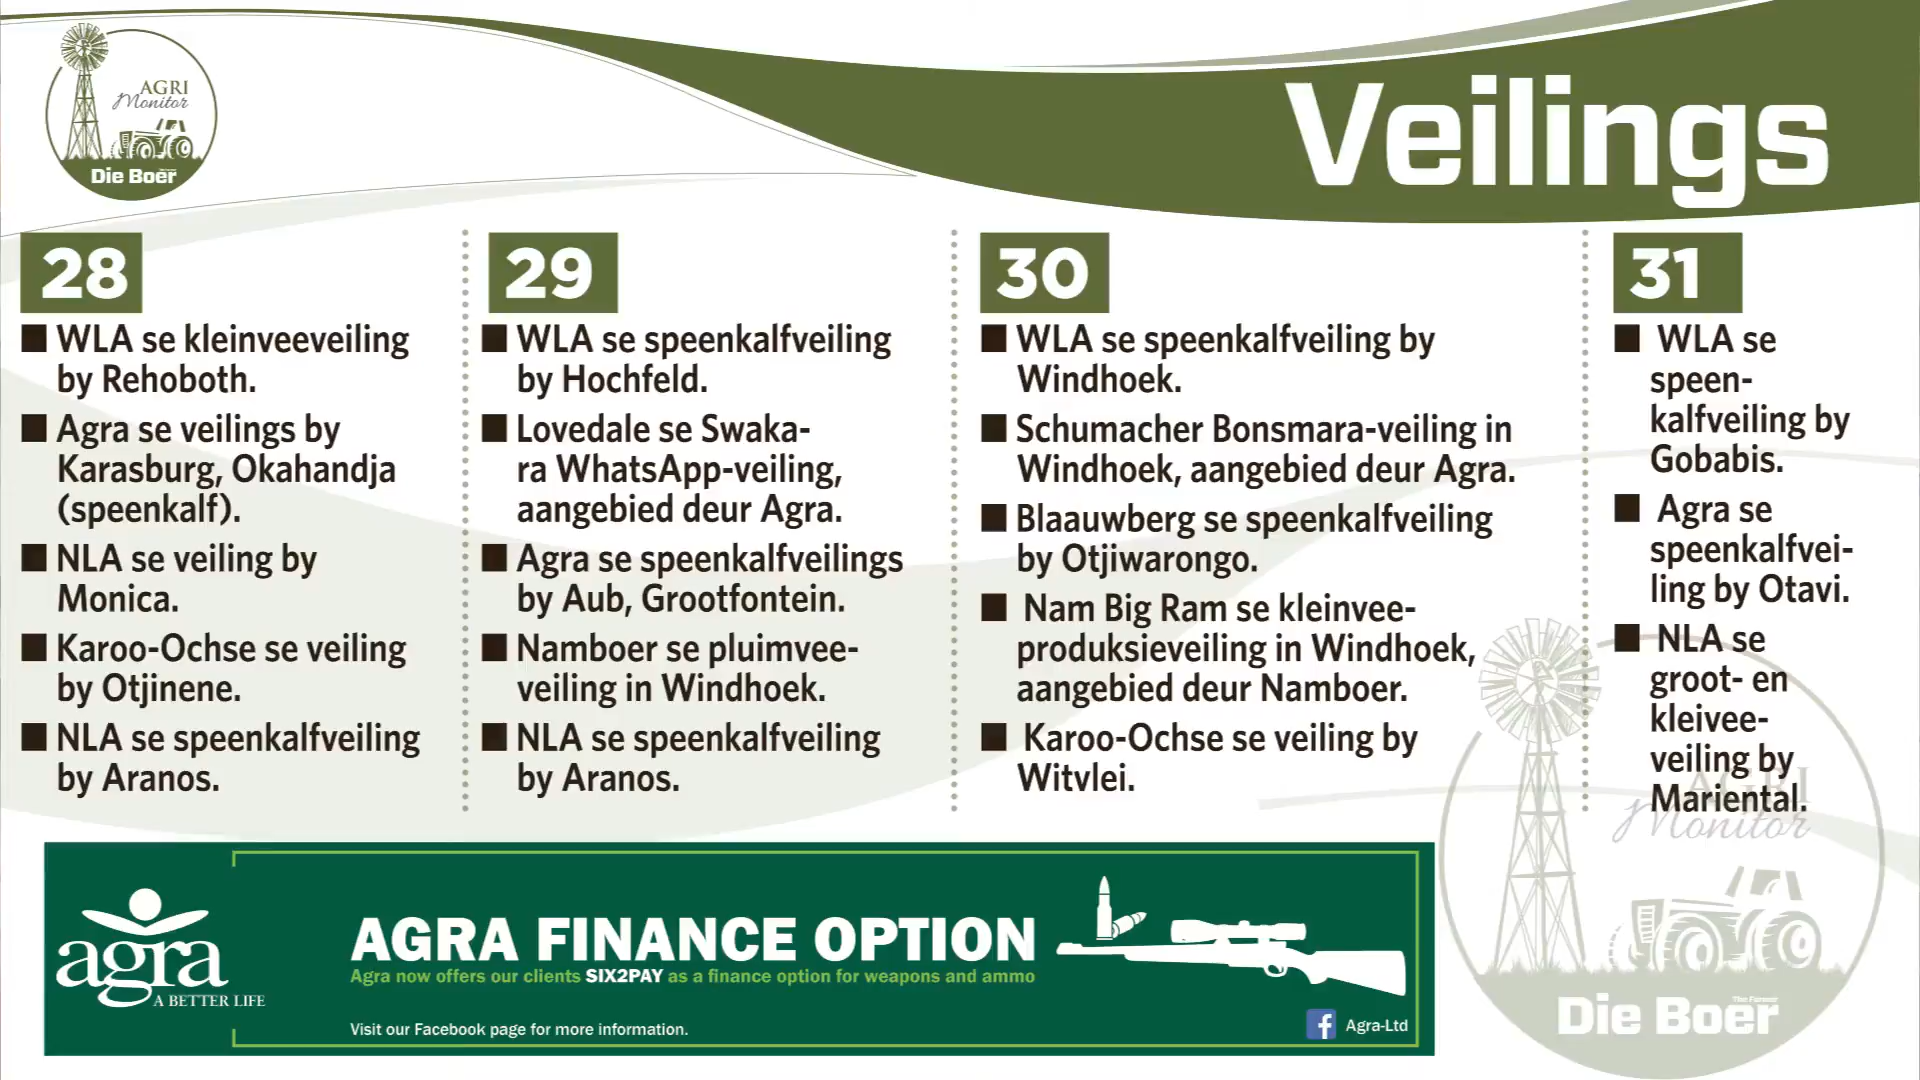 AGRI
Monitor
Die Boer
Veilings
28
■ WLA se kleinveeveiling
by Rehoboth.
■ Agra se veilings by
Karasburg, Okahandja
(speenkalf).
■ NLA se veiling by
Monica.
■ Karoo-Ochse se veiling
by Otjinene.
■ NLA se speenkalfveiling
by Aranos.
29
■ WLA se speenkalfveiling
by Hochfeld.
■ Lovedale se Swaka-
ra WhatsApp-veiling,
aangebied deur Agra.
■ Agra se speenkalfveilings
by Aub, Grootfontein.
■ Namboer se pluimvee-
veiling in Windhoek.
■ NLA se speenkalfveiling
by Aranos.
30
■ WLA se speenkalfveiling by
Windhoek.
■ Schumacher Bonsmara-veiling in
Windhoek, aangebied deur Agra.
■ Blaauwberg se speenkalfveiling
by Otjiwarongo.
■ Nam Big Ram se kleinvee-
produksieveiling in Windhoek,
aangebied deur Namboer.
■ Karoo-Ochse se veiling by
Witvlei.
31
■ WLA se
speen-
kalfveiling by
Gobabis.
■ Agra se
speenkalfvei-
ling by Otavi.
■ NLA se
groot- en
kleivee-
veiling by
Mariental.
AGRI
Monitor
The Farmer
Die Boer
agra
A BETTER LIFE
AGRA FINANCE OPTION
Agra now offers our clients SIX2PAY as a finance option for weapons and ammo
Visit our Facebook page for more information.
f Agra-Ltd